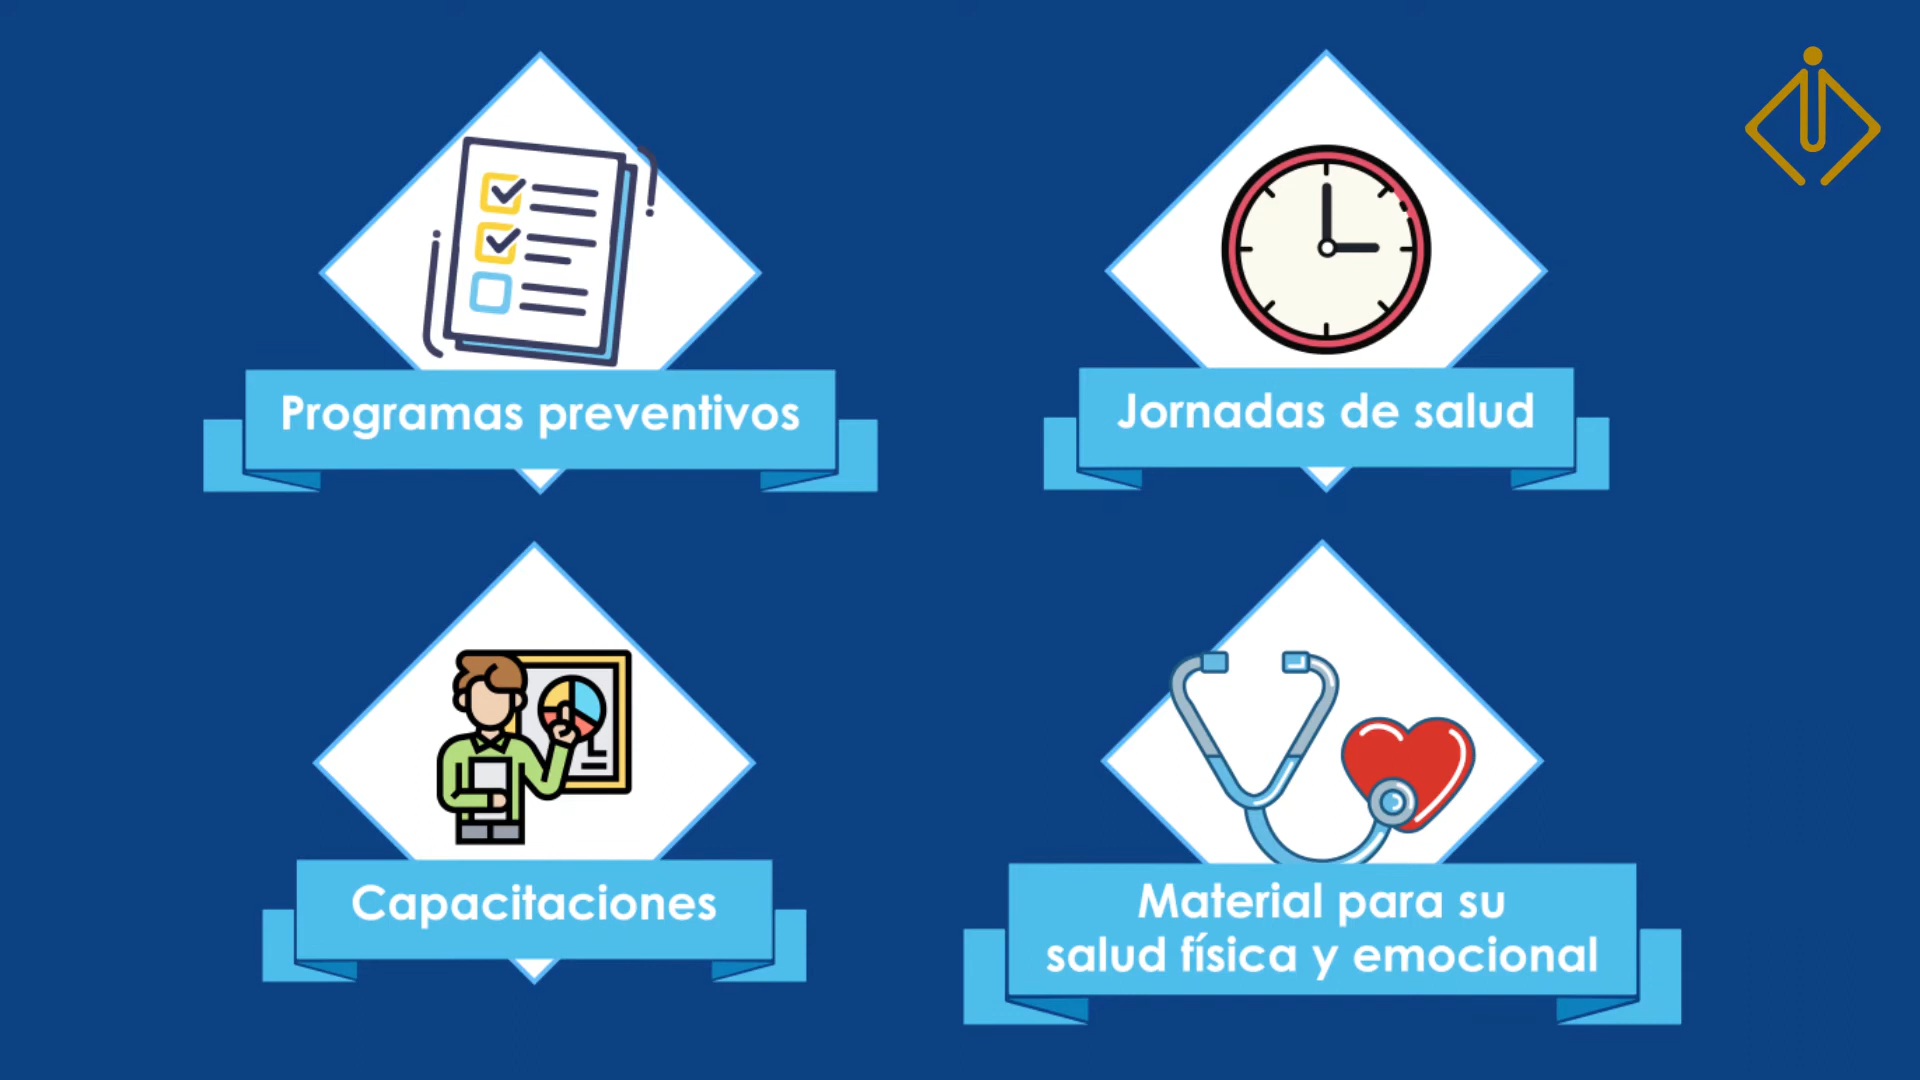 Programas preventivos
Jornadas de salud
Capacitaciones
Material para su
salud física y emocional